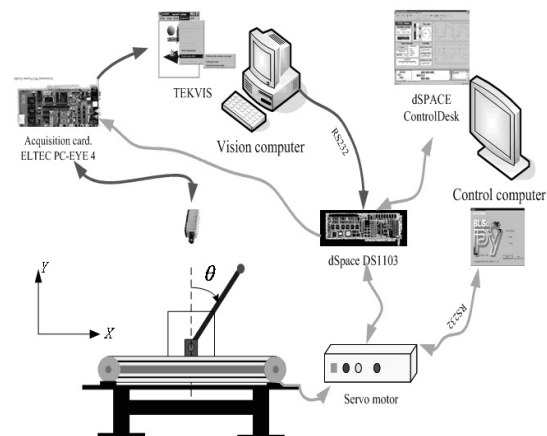 TEKVIS
dSPACE
ControlDesk
Acquisition card.
ELTEC PC-EYE 4
Vision computer
RS232
Control computer
dSpace DS1103
θ
Y
X
RS232
Servo motor